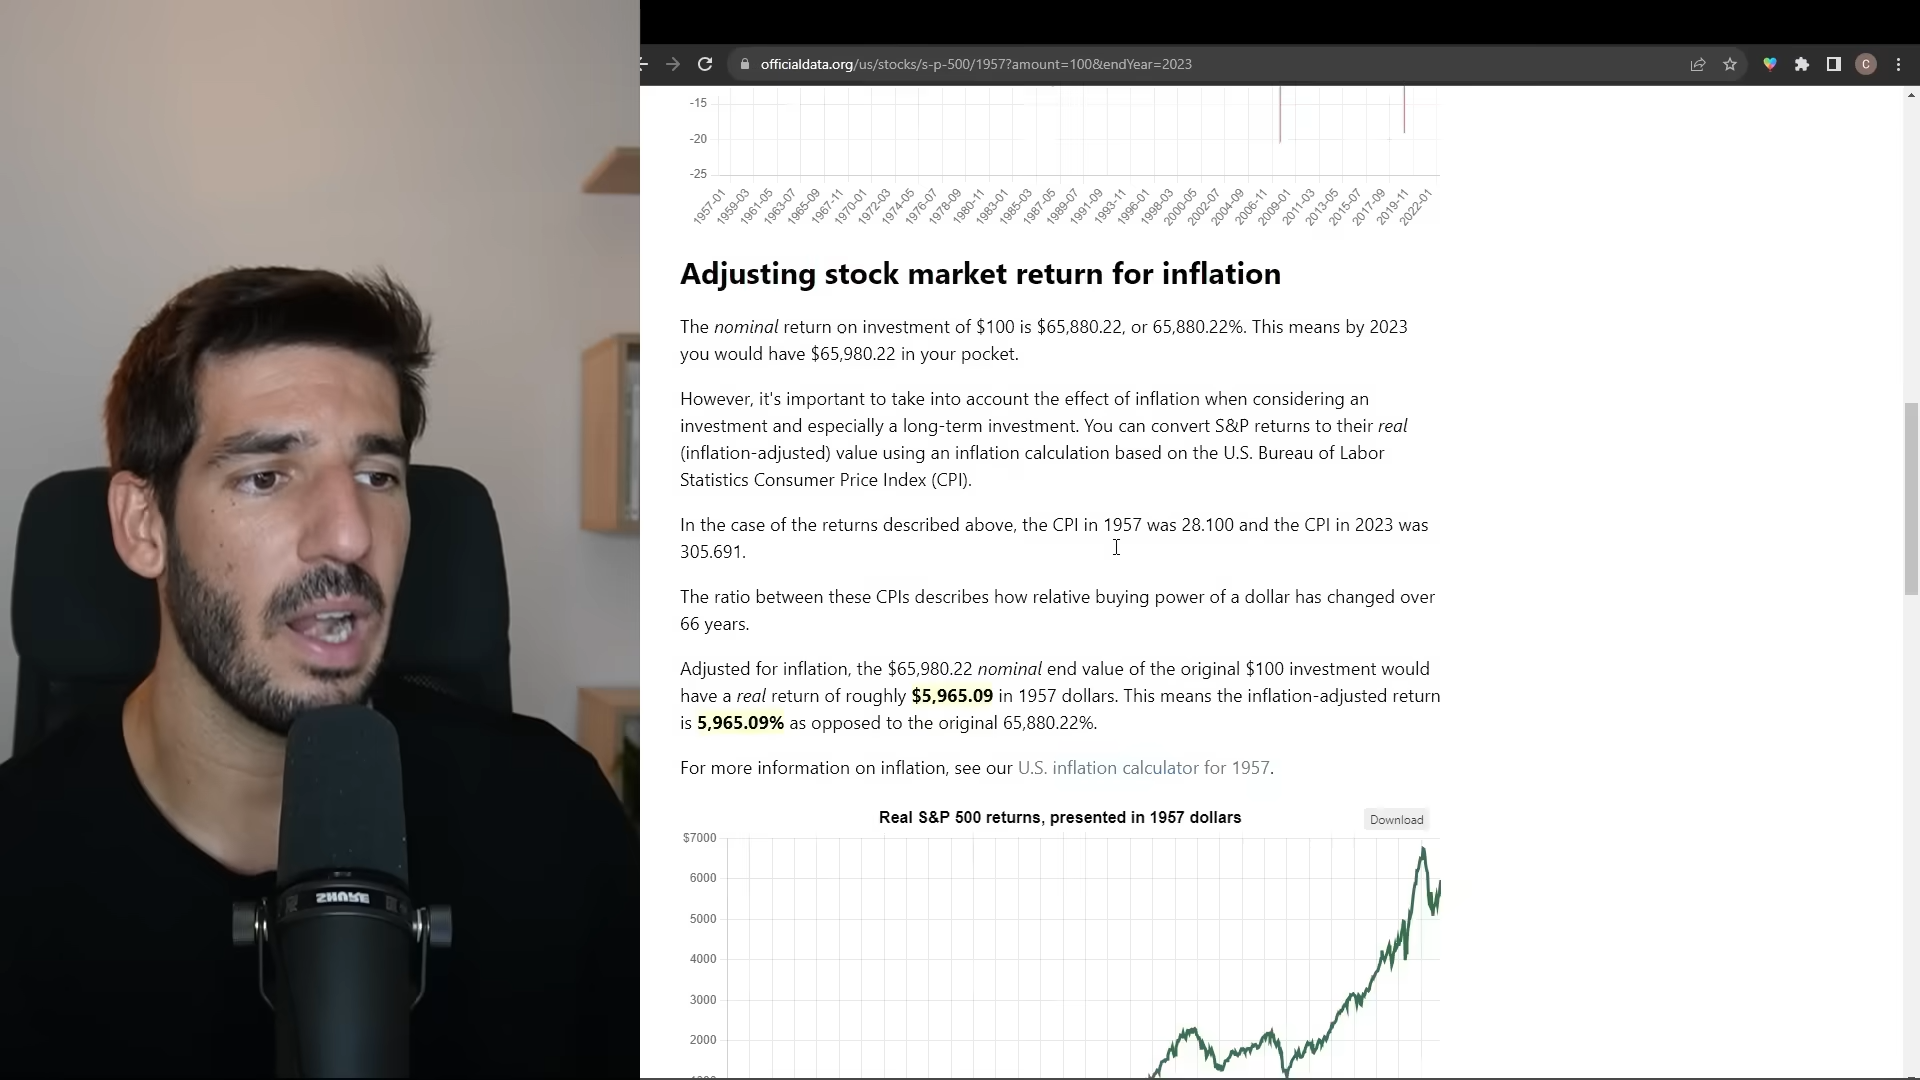 officialdata.org/us/stocks/s-p-500/1957?amount=100&endYear=2023
C
-15
-20
-25
1957-01
1959-03
1961-05
1963-07
1965-09
1967-11
1970-01
1972-03
1974-05
1976-07
1978-09
1980-11
1983-01
1985-03
1987-05
1989-07
1991-09
1993-11
1996-01
1998-03
2000-05
2002-07
2004-09
2006-11
2009-01
2011-03
2013-05
2015-07
2017-09
2019-11
2022-01
Adjusting stock market return for inflation
The nominal return on investment of $100 is $65,880.22, or 65,880.22%. This means by 2023
you would have $65,980.22 in your pocket.
However, it's important to take into account the effect of inflation when considering an
investment and especially a long-term investment. You can convert S&P returns to their real
(inflation-adjusted) value using an inflation calculation based on the U.S. Bureau of Labor
Statistics Consumer Price Index (CPI).
In the case of the returns described above, the CPI in 1957 was 28.100 and the CPI in 2023 was
305.691.
The ratio between these CPIs describes how relative buying power of a dollar has changed over
66 years.
Adjusted for inflation, the $65,980.22 nominal end value of the original $100 investment would
have a real return of roughly $5,965.09 in 1957 dollars. This means the inflation-adjusted return
is 5,965.09% as opposed to the original 65,880.22%.
For more information on inflation, see our U.S. inflation calculator for 1957.
Real S&P 500 returns, presented in 1957 dollars
Download
$7000
6000
5000
4000
3000
2000
SHURE